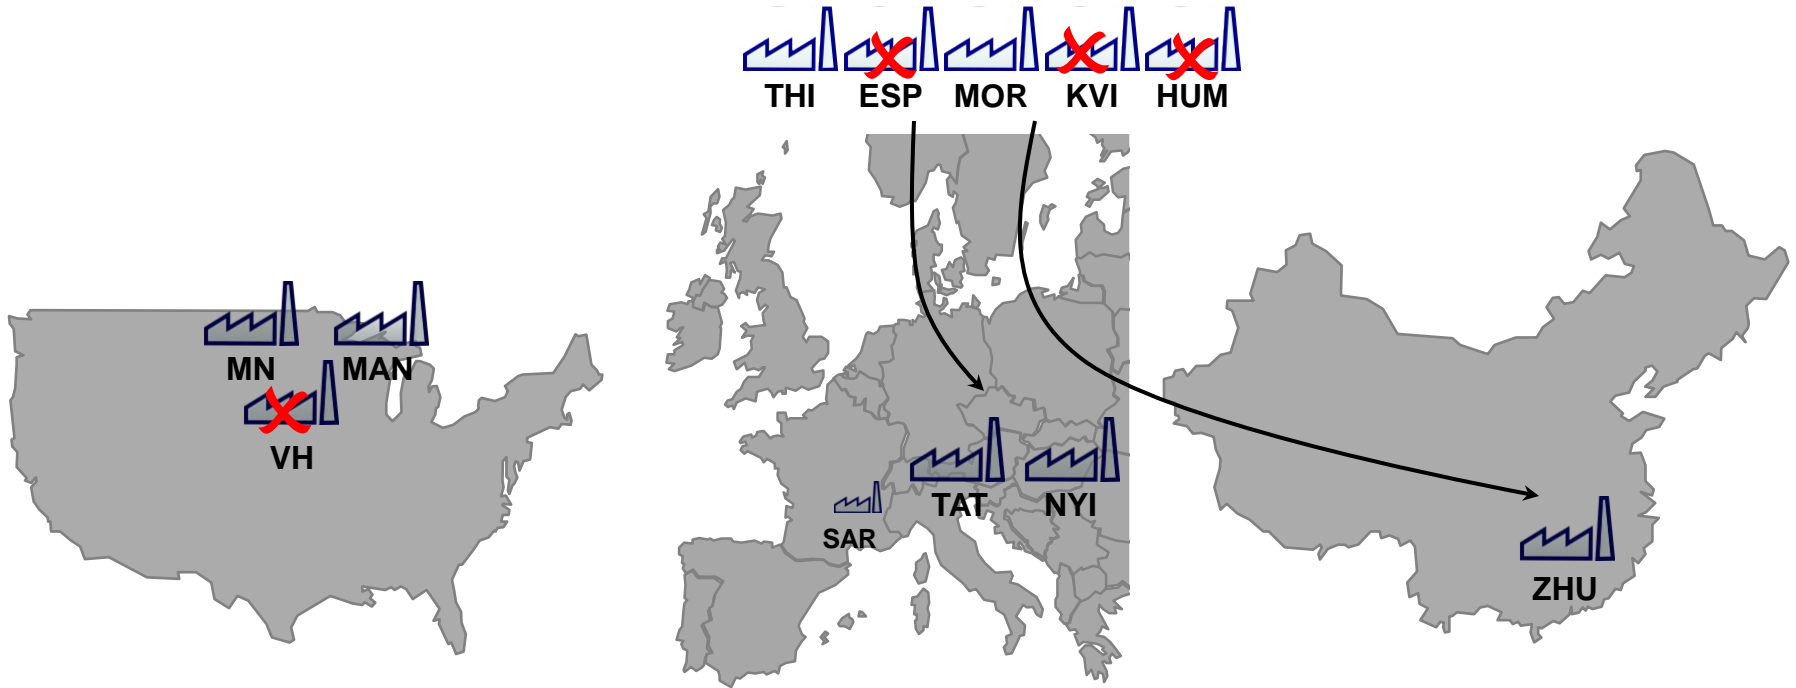 THI ESP MOR KVI HUM
MN MAN
VH
TAT NYI
SAR
ZHU